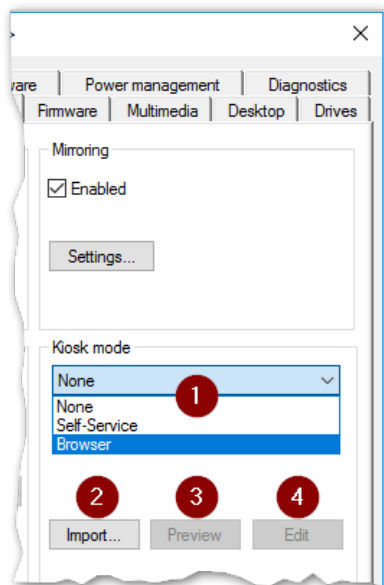 Power management Diagnostics
Firmware Multimedia Desktop Drives
Mirroring
Enabled
Settings...
Kiosk mode
None
1
None
Self-Service
Browser
2 3 4
Import... Preview Edit